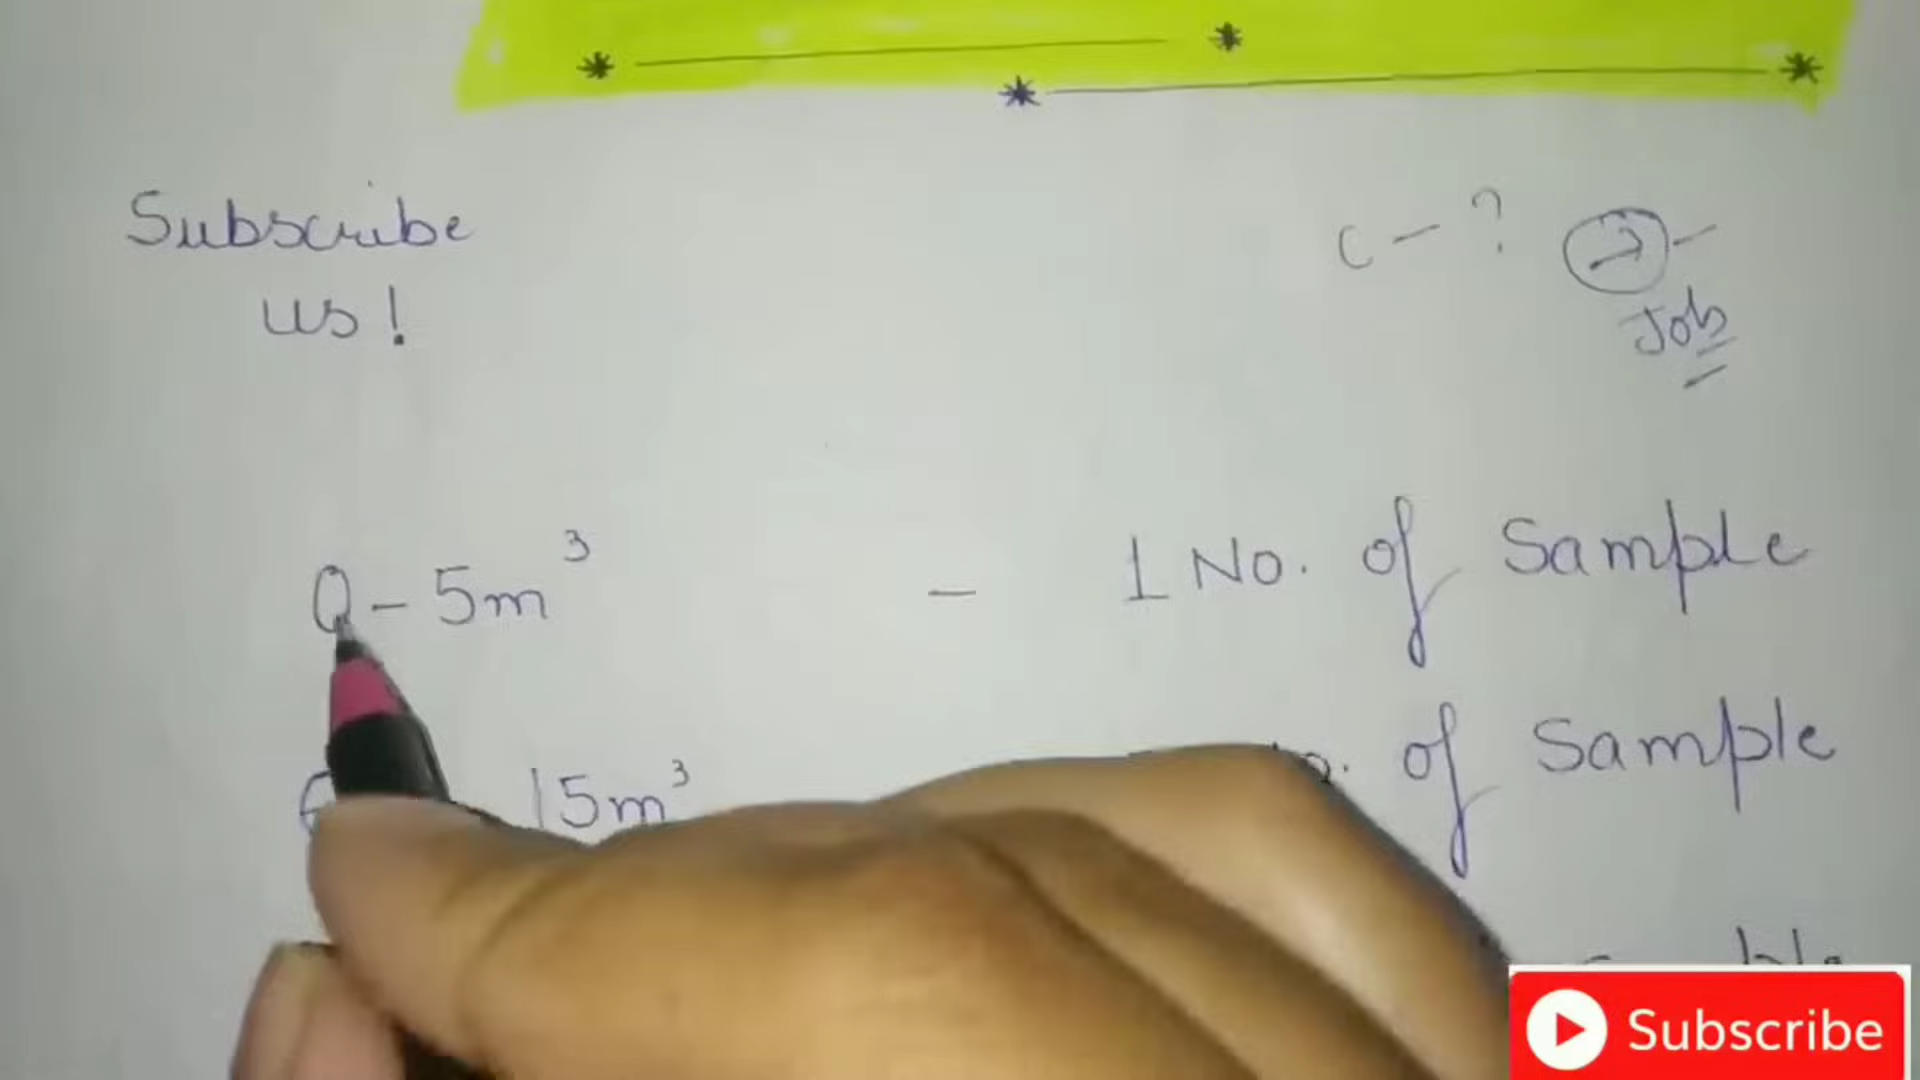 Subscribe
us!
C - ?
Job
0 - 5m³ - 1 No. of Sample
15m³ of Sample
Subscribe